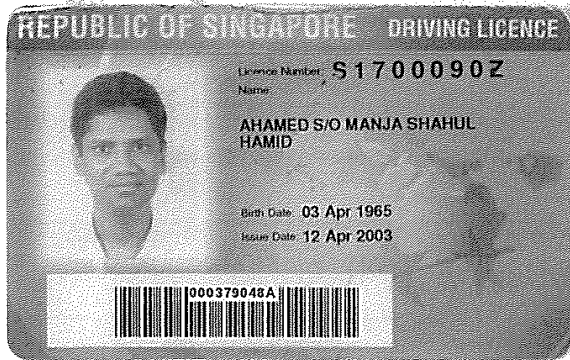 REPUBLIC OF SINGAPORE DRIVING LICENCE
Licence Number: S1700090Z
Name:
AHAMED S/O MANJA SHAHUL
HAMID
Birth Date: 03 Apr 1965
Issue Date: 12 Apr 2003
000379048A